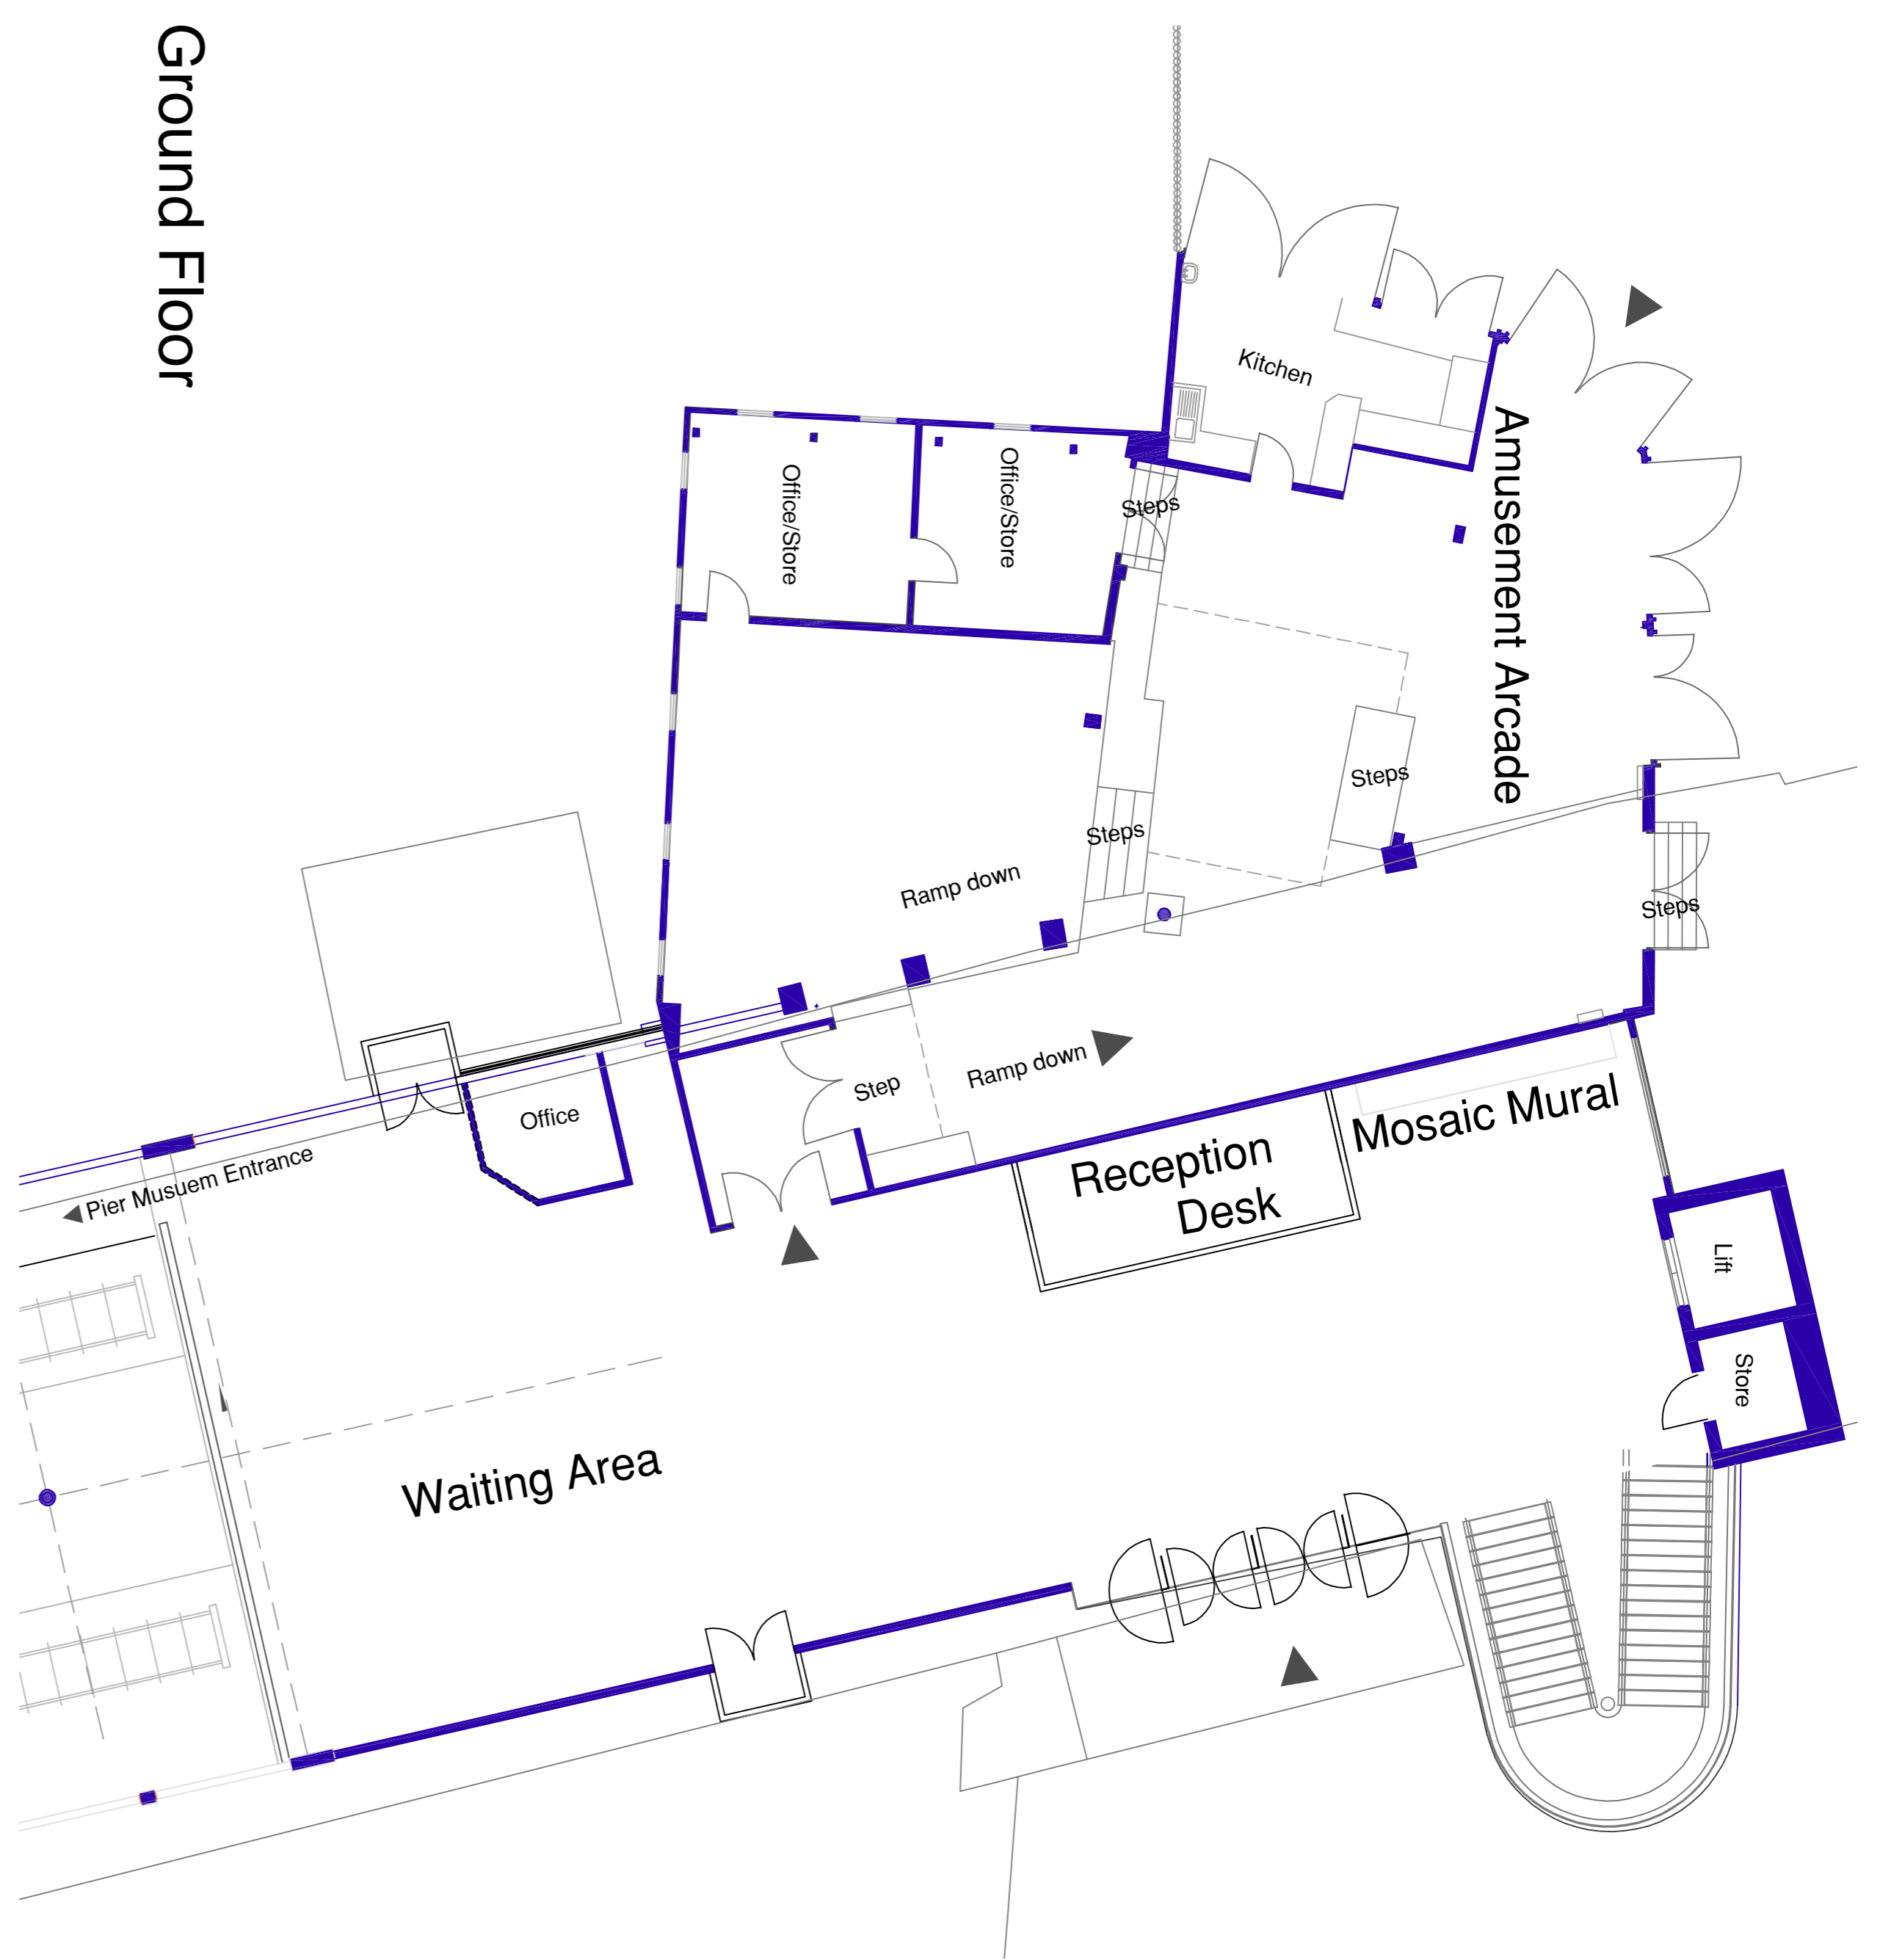 Ground Floor
Kitchen
Amusement Arcade
Office/Store
Office/Store
Steps
Steps
Steps
Ramp down
Steps
Step
Ramp down
Office
Pier Musuem Entrance
Mosaic Mural
Reception
Desk
Lift
Store
Waiting Area